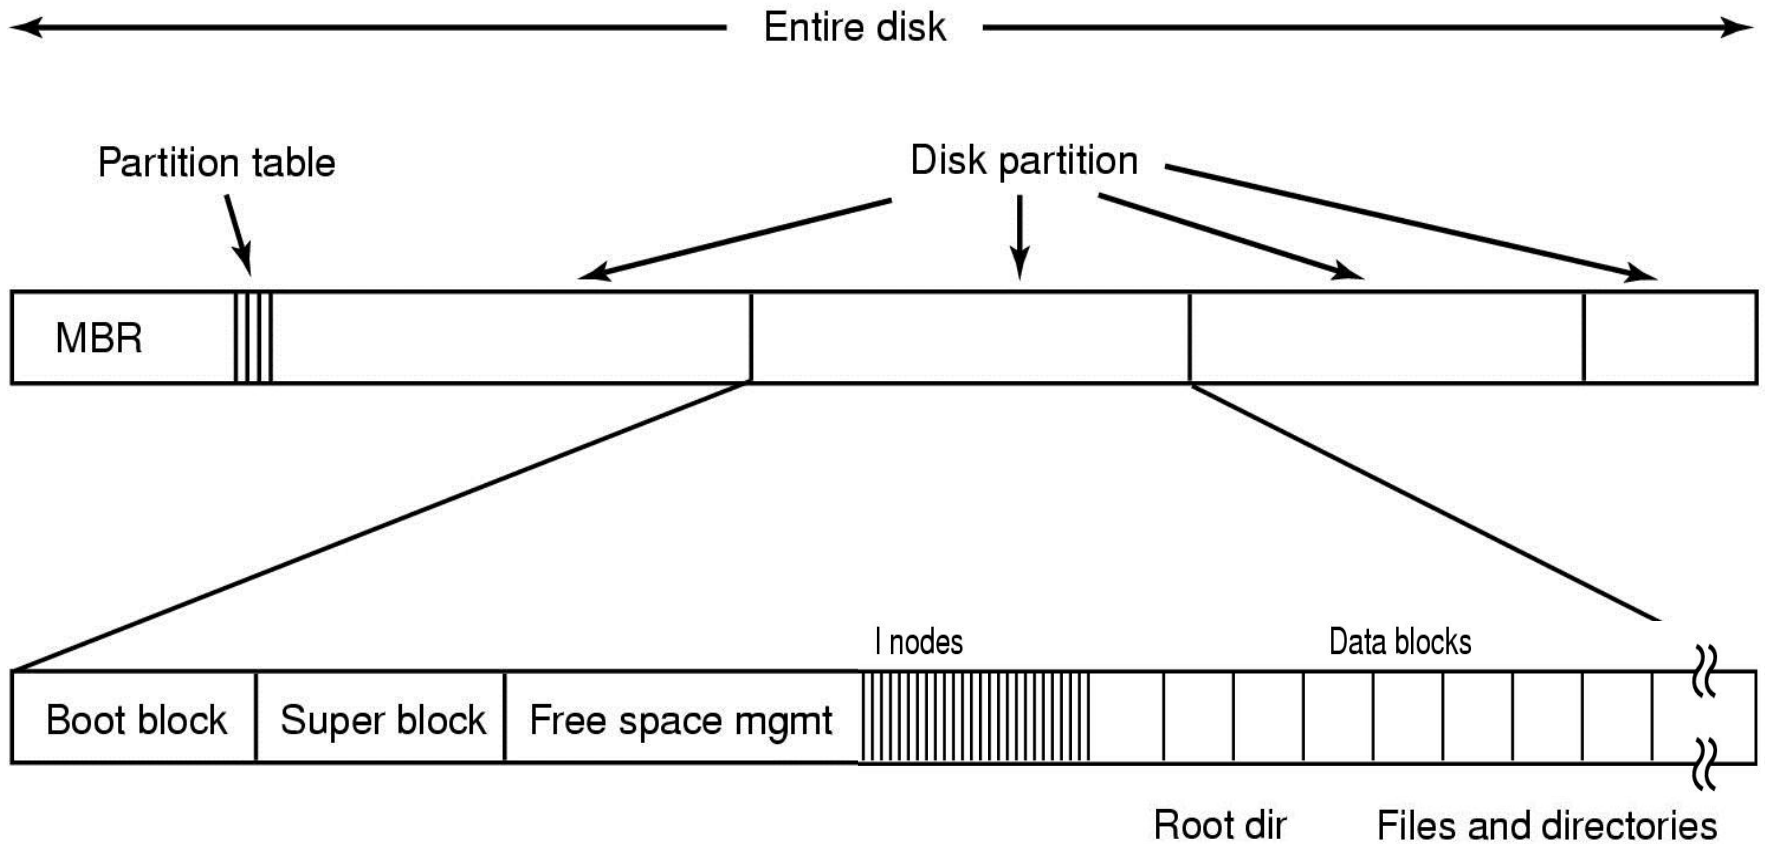 Entire disk
Partition table
Disk partition
MBR
I nodes
Data blocks
Boot block
Super block
Free space mgmt
Root dir
Files and directories